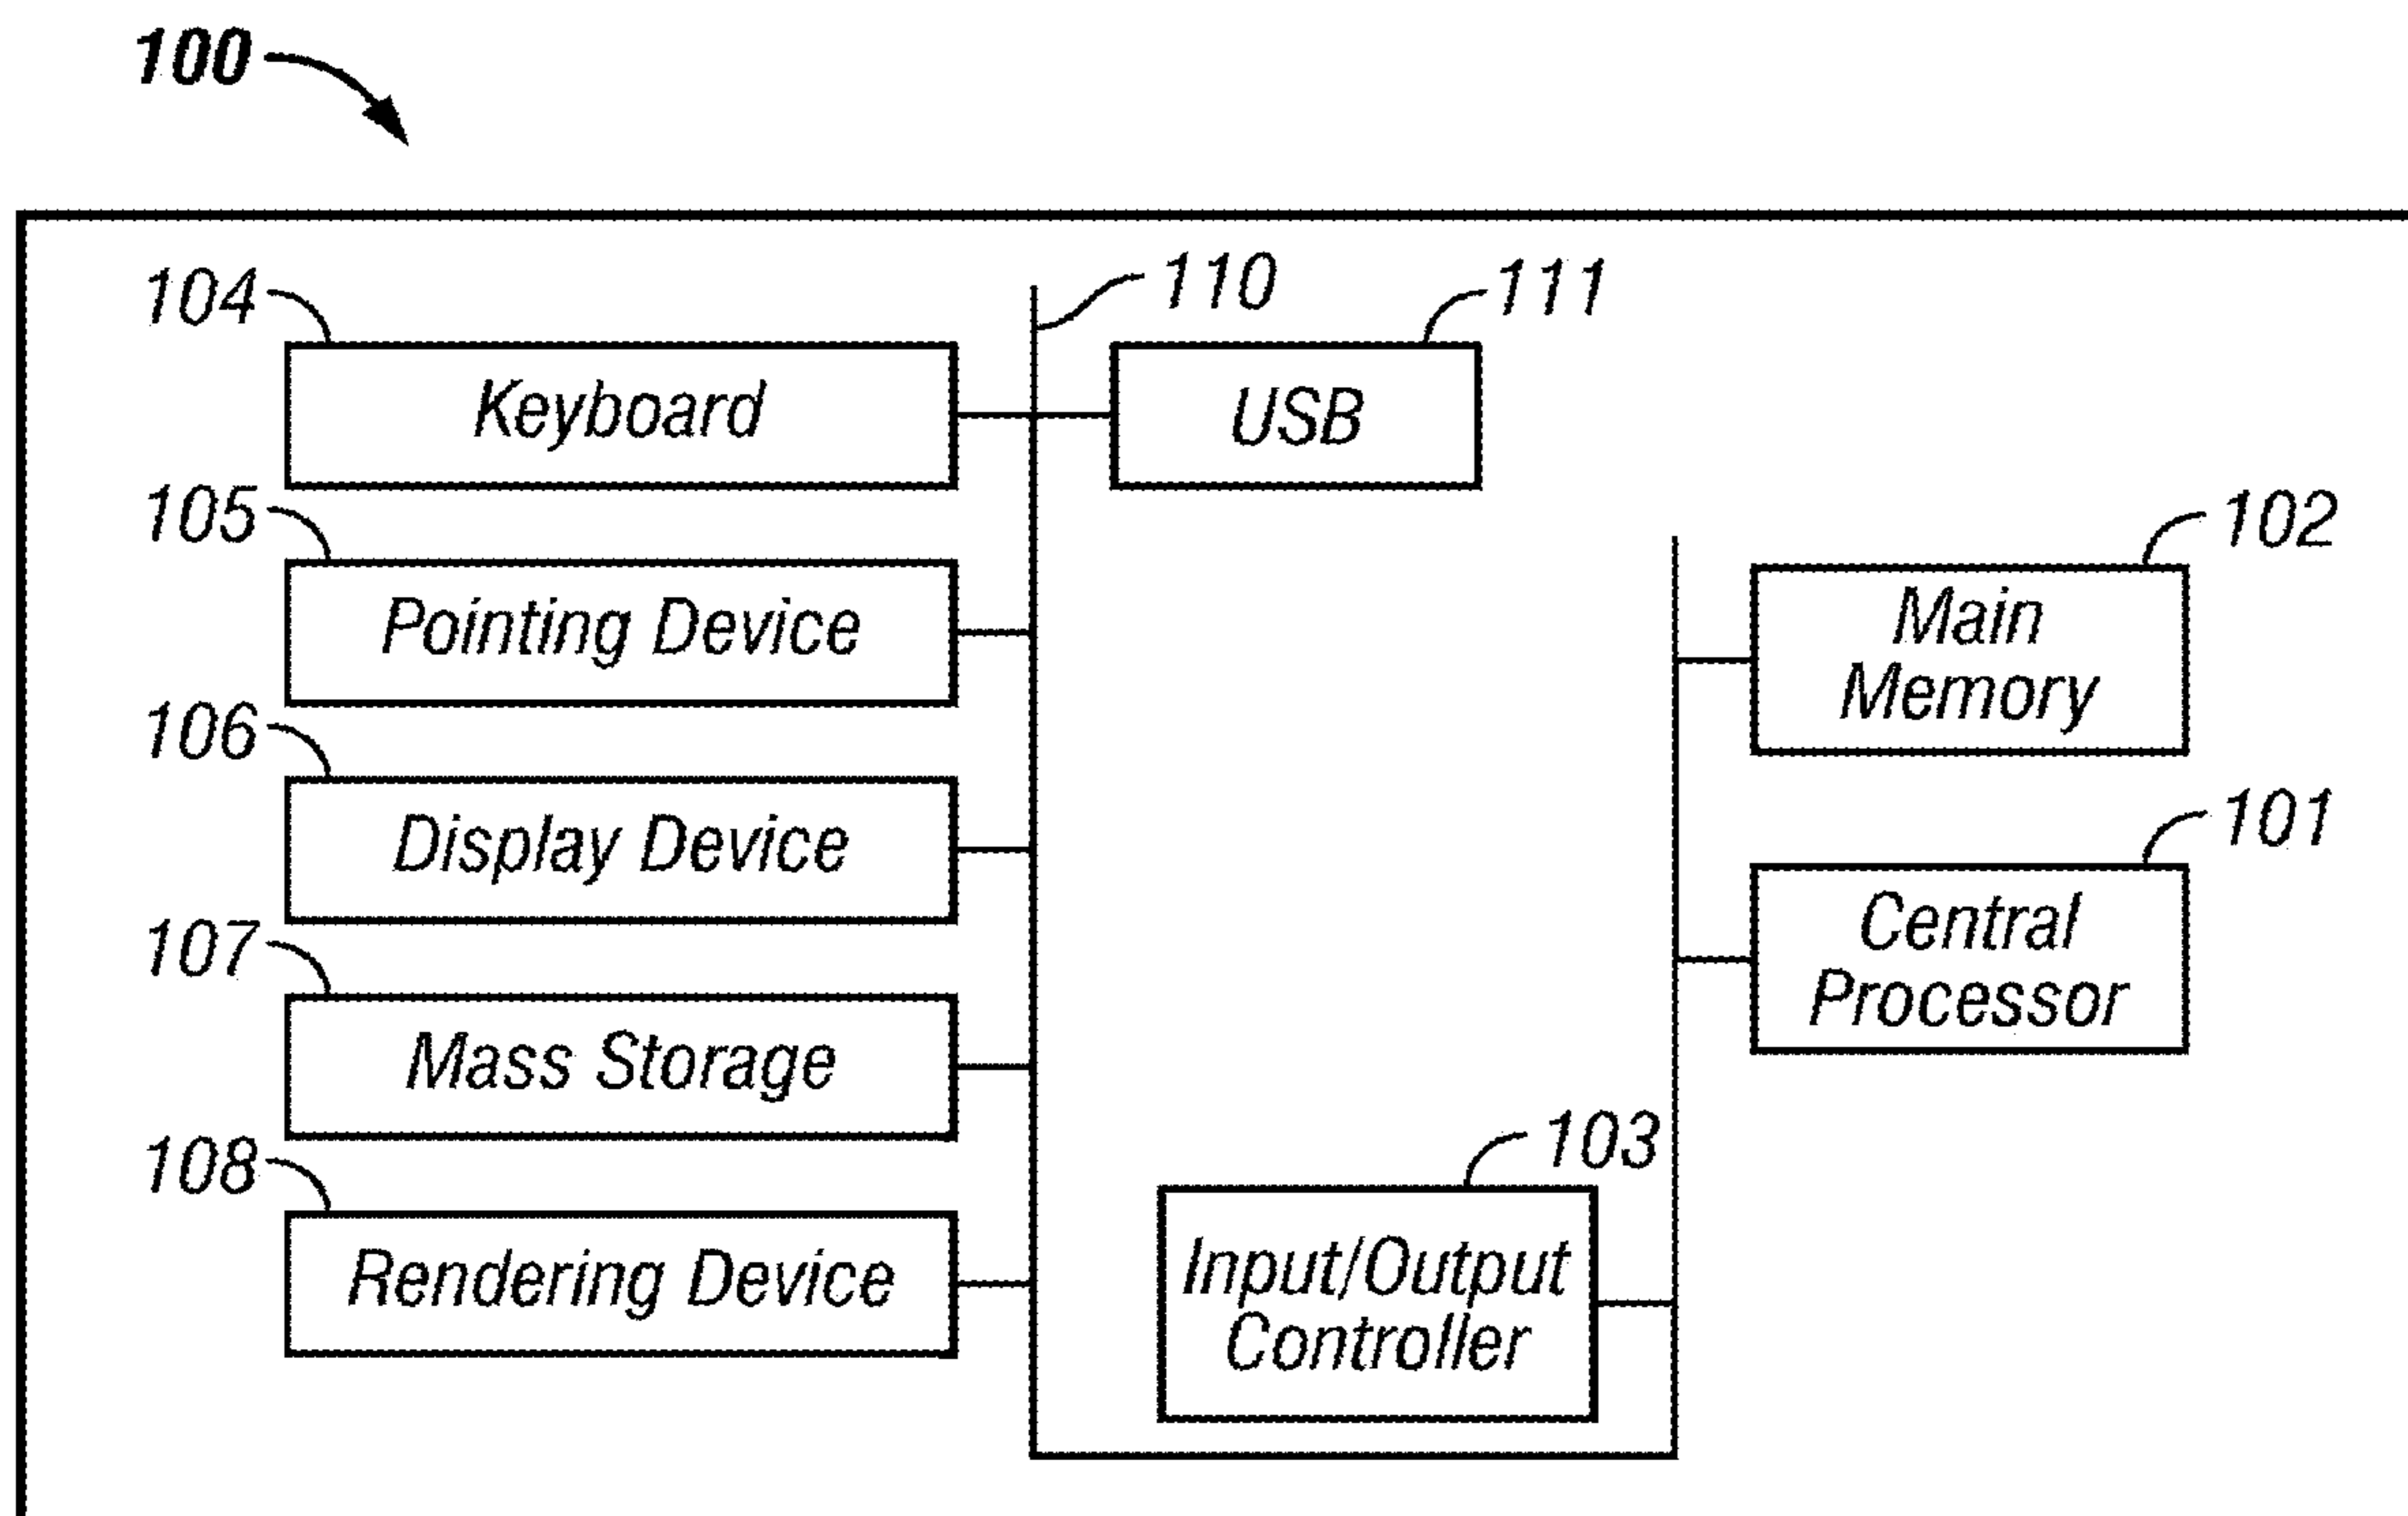 100
104
110
111
Keyboard
USB
105
102
Pointing Device
Main
Memory
106
101
Display Device
Central
Processor
107
Mass Storage
103
108
Input/Output
Controller
Rendering Device